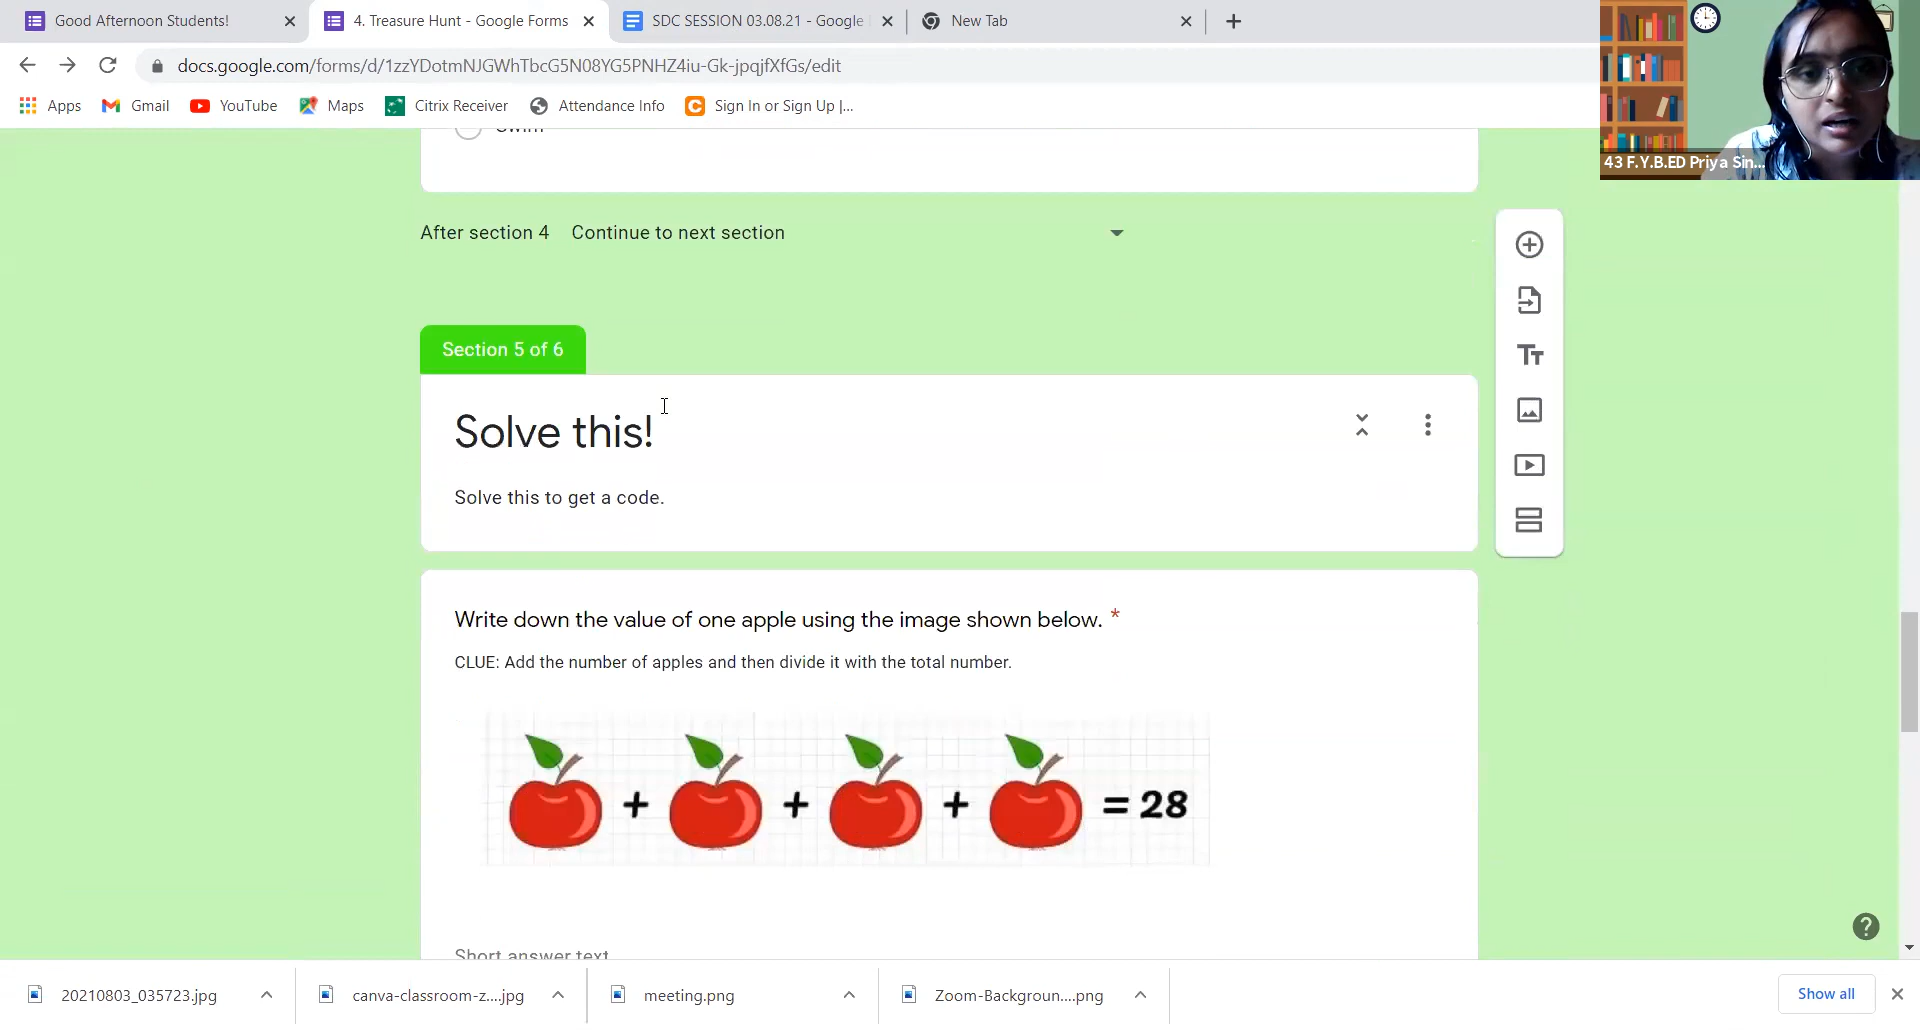 Good Afternoon Students!
4. Treasure Hunt - Google Forms
SDC SESSION 03.08.21 - Google
New Tab
docs.google.com/forms/d/1zzYDotmNJGWhTbcG5N08YG5PNHZ4iu-Gk-jpqjfXfGs/edit
Apps
Gmail
YouTube
Maps
Citrix Receiver
Attendance Info
Sign In or Sign Up |...
43 F.Y.B.ED Priya Sin...
Swim
After section 4 Continue to next section
Section 5 of 6
Solve this!
Solve this to get a code.
Write down the value of one apple using the image shown below. *
CLUE: Add the number of apples and then divide it with the total number.
+ + + = 28
Short answer text
20210803_035723.jpg
canva-classroom-z....jpg
meeting.png
Zoom-Backgroun....png
Show all